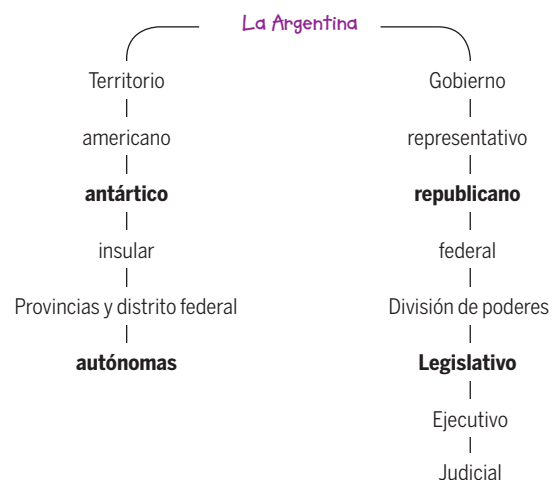 La Argentina
Territorio
americano
antártico
insular
Provincias y distrito federal
autónomas
Gobierno
representativo
republicano
federal
División de poderes
Legislativo
Ejecutivo
Judicial